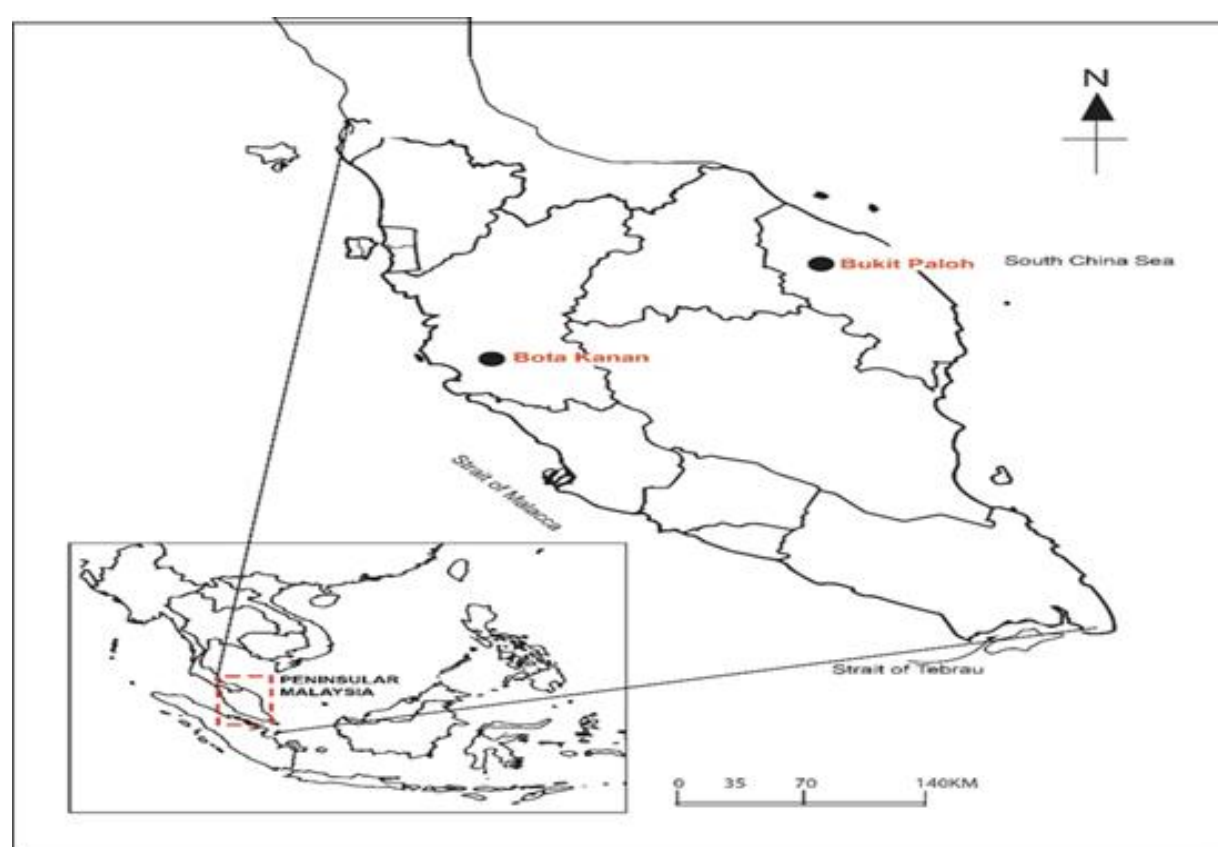 N
Bukit Paloh
South China Sea
Bota Kanan
Strait of Malacca
PENINSULAR
MALAYSIA
Strait of Tebrau
0 35 70 140KM